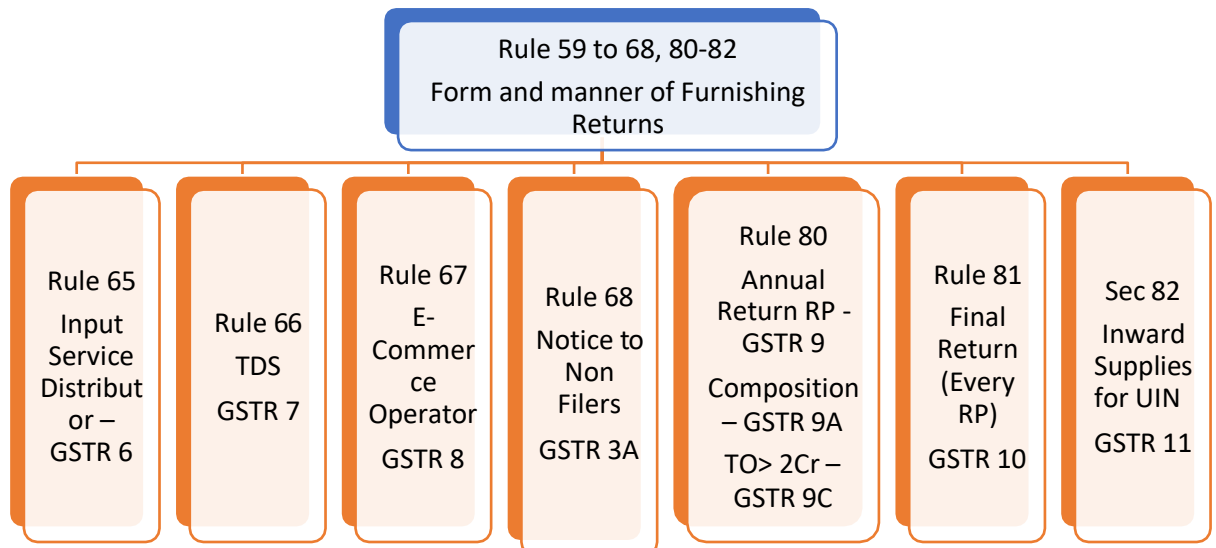 Rule 59 to 68, 80-82
Form and manner of Furnishing
Returns
Rule 65
Input
Service
Distribut
or –
GSTR 6
Rule 66
TDS
GSTR 7
Rule 67
E-
Commer
ce
Operator
GSTR 8
Rule 68
Notice to
Non
Filers
GSTR 3A
Rule 80
Annual
Return RP -
GSTR 9
Composition
– GSTR 9A
TO> 2Cr –
GSTR 9C
Rule 81
Final
Return
(Every
RP)
GSTR 10
Sec 82
Inward
Supplies
for UIN
GSTR 11